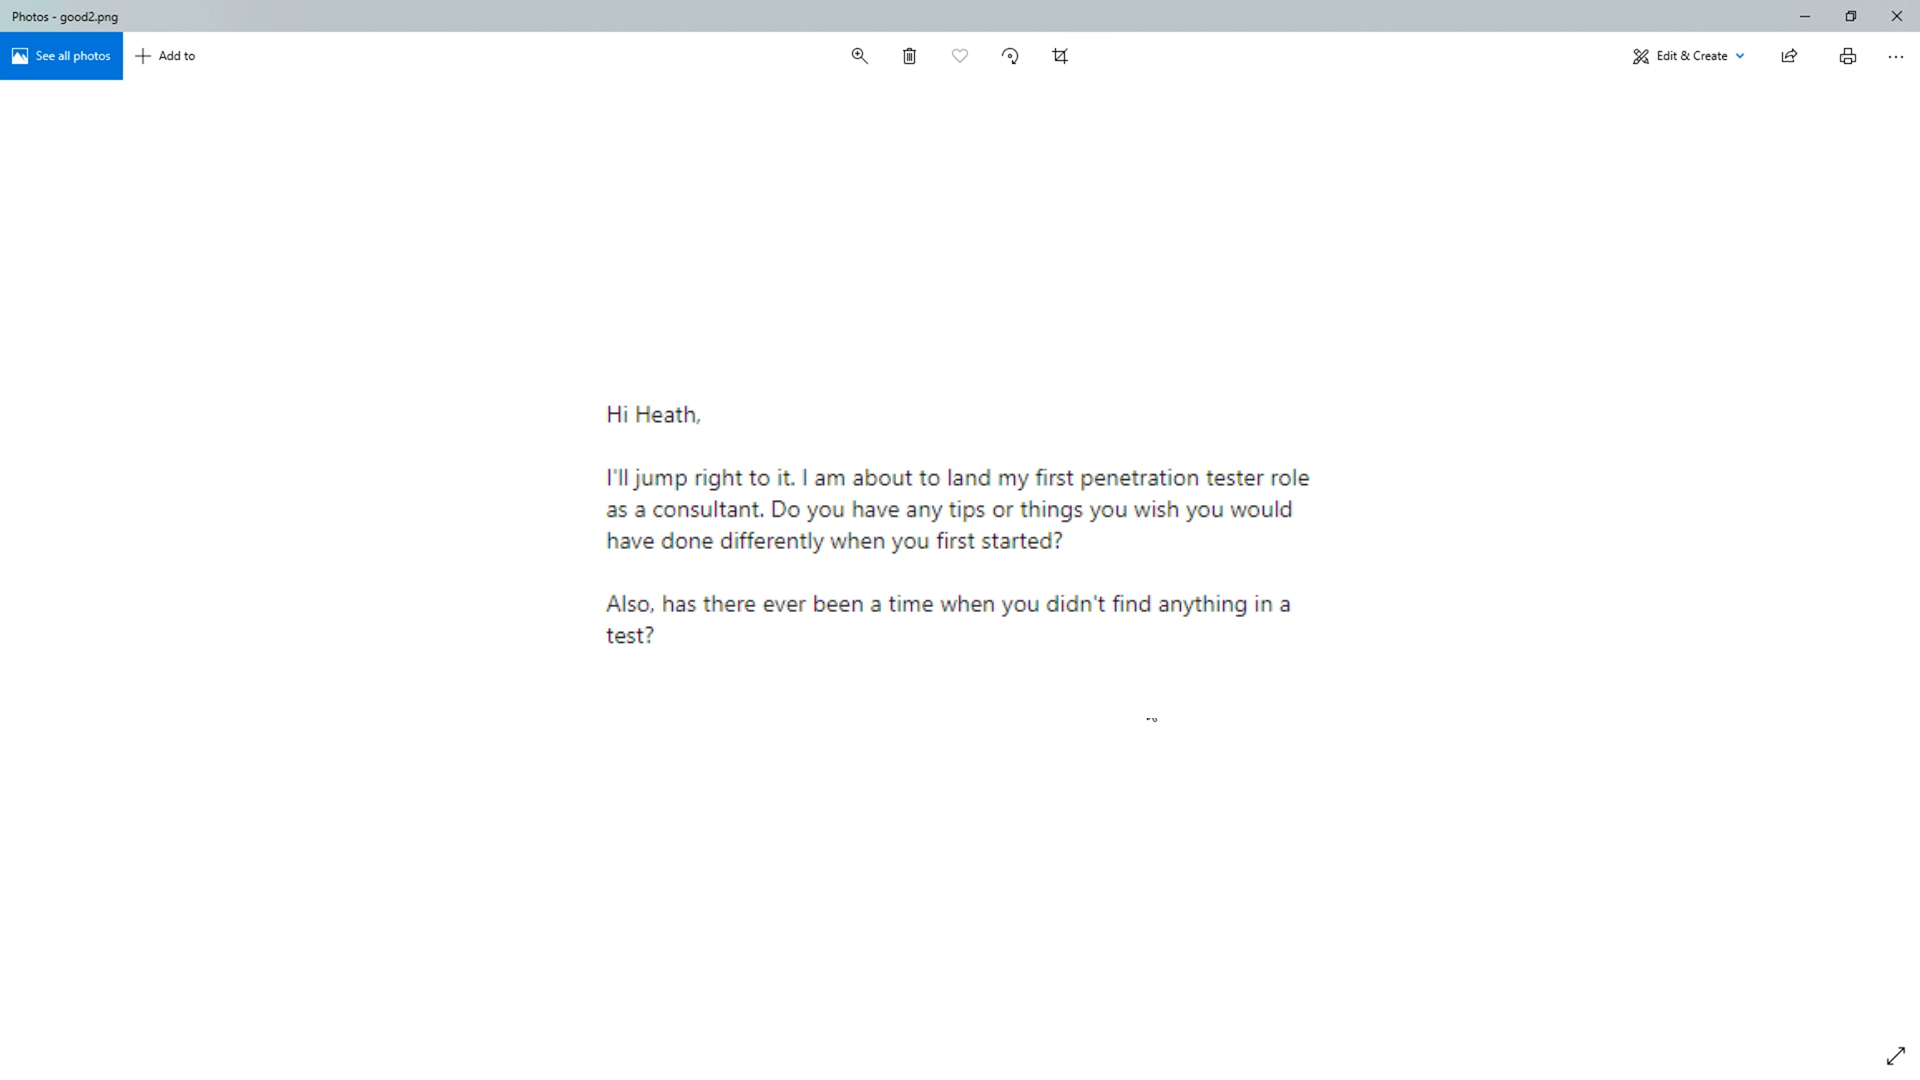 Photos - good2.png
See all photos
Add to
Edit & Create
Hi Heath,
I'll jump right to it. I am about to land my first penetration tester role
as a consultant. Do you have any tips or things you wish you would
have done differently when you first started?
Also, has there ever been a time when you didn't find anything in a
test?